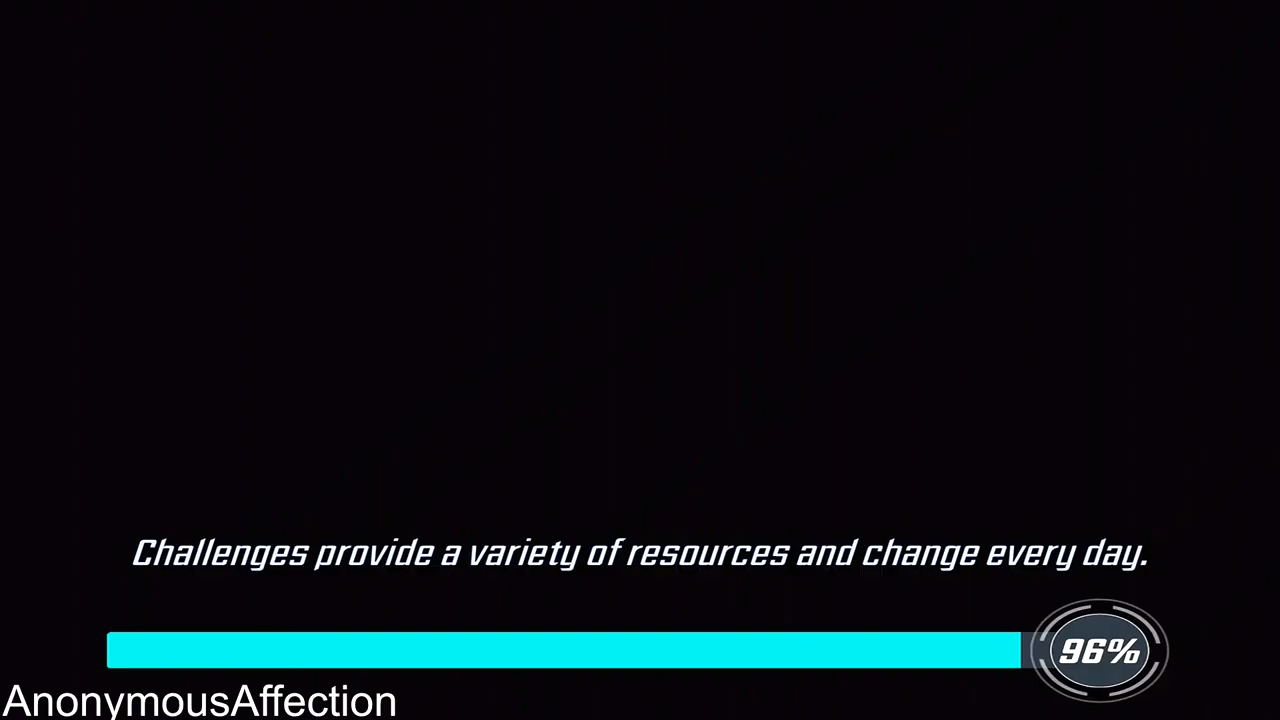 Challenges provide a variety of resources and change every day.
96%
AnonymousAffection